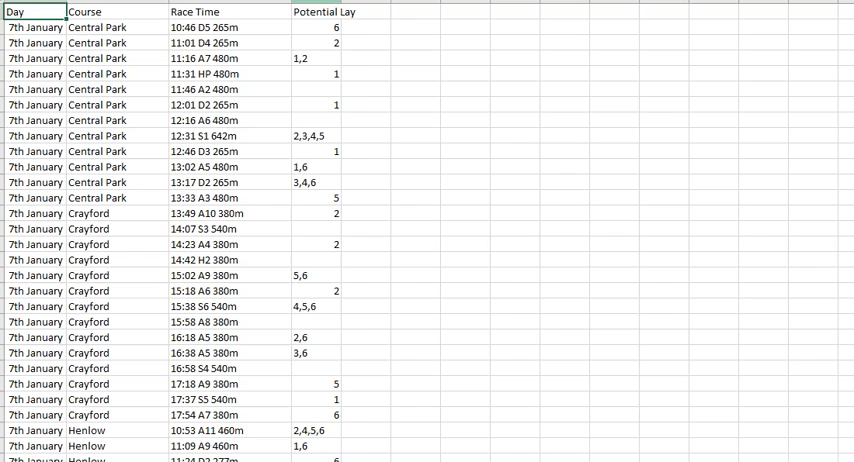 Day Course Race Time Potential Lay
7th January Central Park 10:46 D5 265m 6
7th January Central Park 11:01 D4 265m 2
7th January Central Park 11:16 A7 480m 1,2
7th January Central Park 11:31 HP 480m 1
7th January Central Park 11:46 A2 480m
7th January Central Park 12:01 D2 265m 1
7th January Central Park 12:16 A6 480m
7th January Central Park 12:31 S1 642m 2,3,4,5
7th January Central Park 12:46 D3 265m 1
7th January Central Park 13:02 A5 480m 1,6
7th January Central Park 13:17 D2 265m 3,4,6
7th January Central Park 13:33 A3 480m 5
7th January Crayford 13:49 A10 380m 2
7th January Crayford 14:07 S3 540m
7th January Crayford 14:23 A4 380m 2
7th January Crayford 14:42 H2 380m
7th January Crayford 15:02 A9 380m 5,6
7th January Crayford 15:18 A6 380m 2
7th January Crayford 15:38 S6 540m 4,5,6
7th January Crayford 15:58 A8 380m
7th January Crayford 16:18 A5 380m 2,6
7th January Crayford 16:38 A5 380m 3,6
7th January Crayford 16:58 S4 540m
7th January Crayford 17:18 A9 380m 5
7th January Crayford 17:37 S5 540m 1
7th January Crayford 17:54 A7 380m 6
7th January Henlow 10:53 A11 460m 2,4,5,6
7th January Henlow 11:09 A9 460m 1,6
7th January Henlow 11:24 D2 277m 6